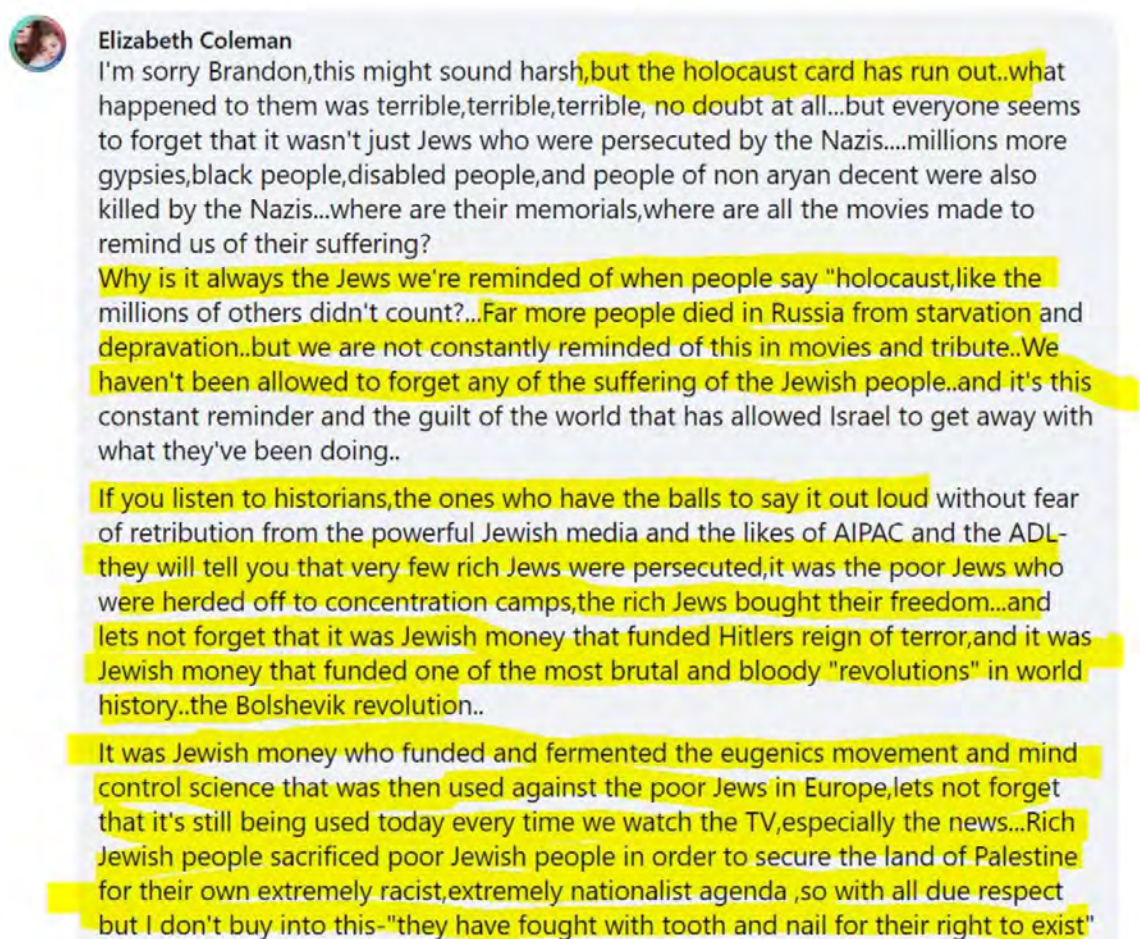 Elizabeth Coleman
I'm sorry Brandon,this might sound harsh,but the holocaust card has run out..what
happened to them was terrible,terrible,terrible, no doubt at all...but everyone seems
to forget that it wasn't just Jews who were persecuted by the Nazis....millions more
gypsies,black people,disabled people,and people of non aryan decent were also
killed by the Nazis...where are their memorials,where are all the movies made to
remind us of their suffering?
Why is it always the Jews we're reminded of when people say "holocaust,like the
millions of others didn't count?...Far more people died in Russia from starvation and
depravation..but we are not constantly reminded of this in movies and tribute..We
haven't been allowed to forget any of the suffering of the Jewish people..and it's this
constant reminder and the guilt of the world that has allowed Israel to get away with
what they've been doing..
If you listen to historians,the ones who have the balls to say it out loud without fear
of retribution from the powerful Jewish media and the likes of AIPAC and the ADL-
they will tell you that very few rich Jews were persecuted,it was the poor Jews who
were herded off to concentration camps,the rich Jews bought their freedom...and
lets not forget that it was Jewish money that funded Hitlers reign of terror,and it was
Jewish money that funded one of the most brutal and bloody "revolutions" in world
history..the Bolshevik revolution..
It was Jewish money who funded and fermented the eugenics movement and mind
control science that was then used against the poor Jews in Europe,lets not forget
that it's still being used today every time we watch the TV,especially the news...Rich
Jewish people sacrificed poor Jewish people in order to secure the land of Palestine
for their own extremely racist,extremely nationalist agenda ,so with all due respect
but I don't buy into this-"they have fought with tooth and nail for their right to exist"